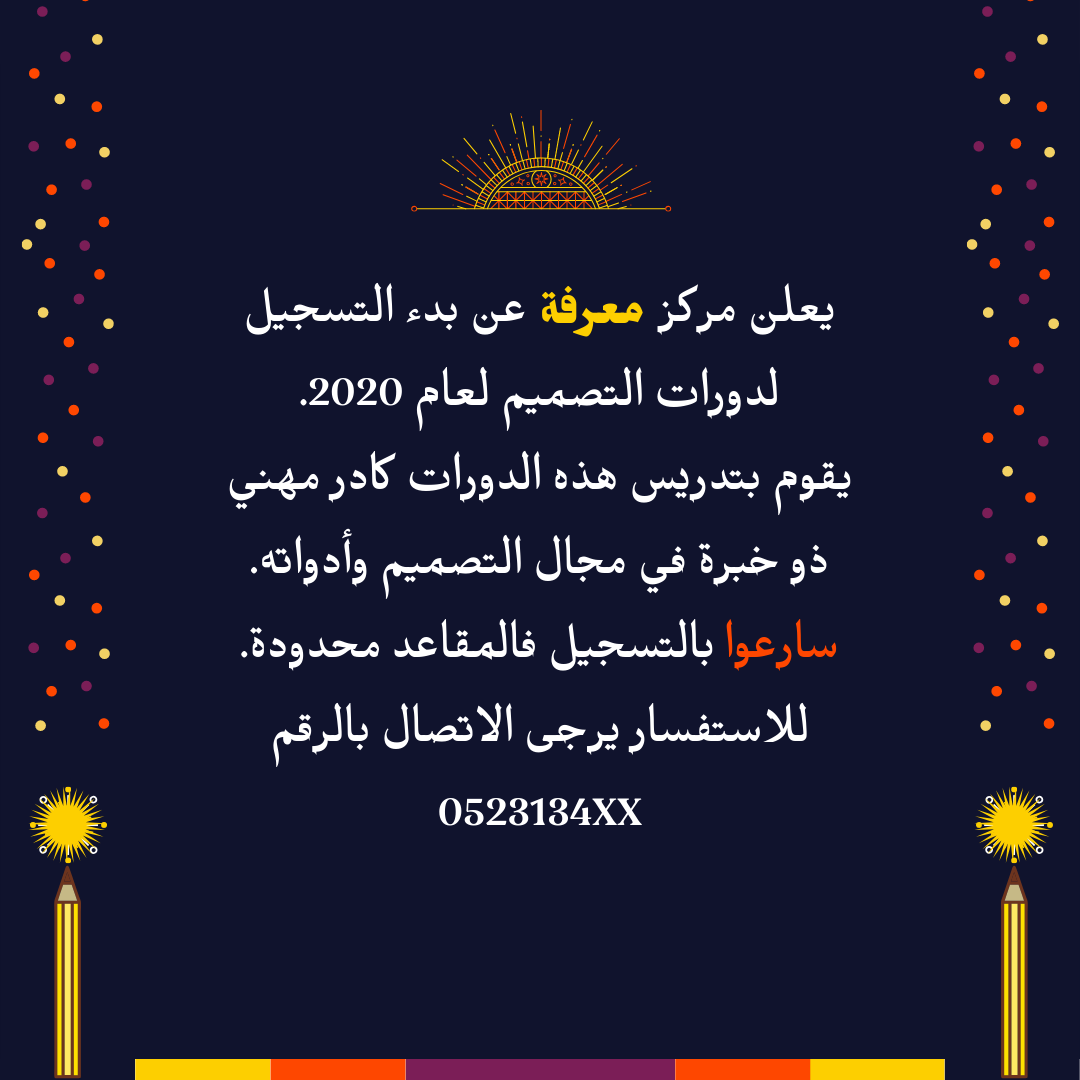 يعلن مركز معرفة عن بدء التسجيل
لدورات التصميم لعام 2020.
يقوم بتدريس هذه الدورات كادر مهني
ذو خبرة في مجال التصميم وأدواته.
سارعوا بالتسجيل فالمقاعد محدودة.
للاستفسار يرجى الاتصال بالرقم
0523134XX